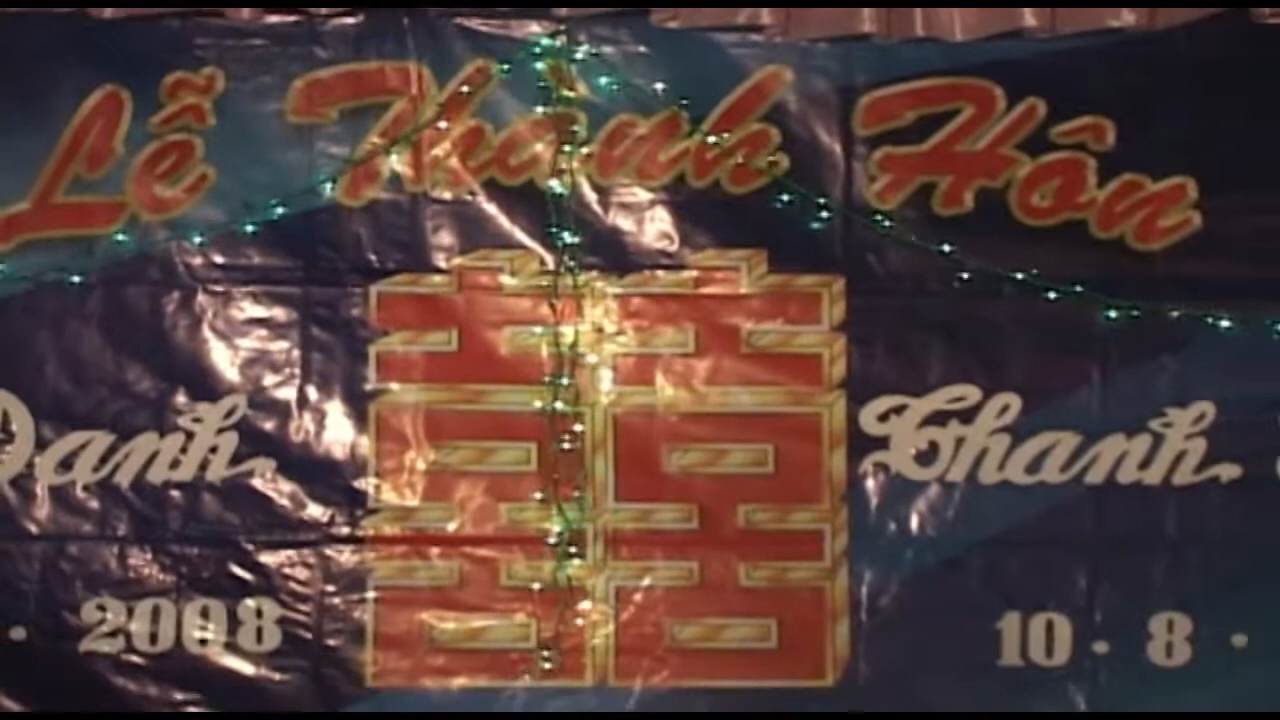 Lễ Thành Hôn
囍
Danh Thanh
. 2008 10 . 8 .